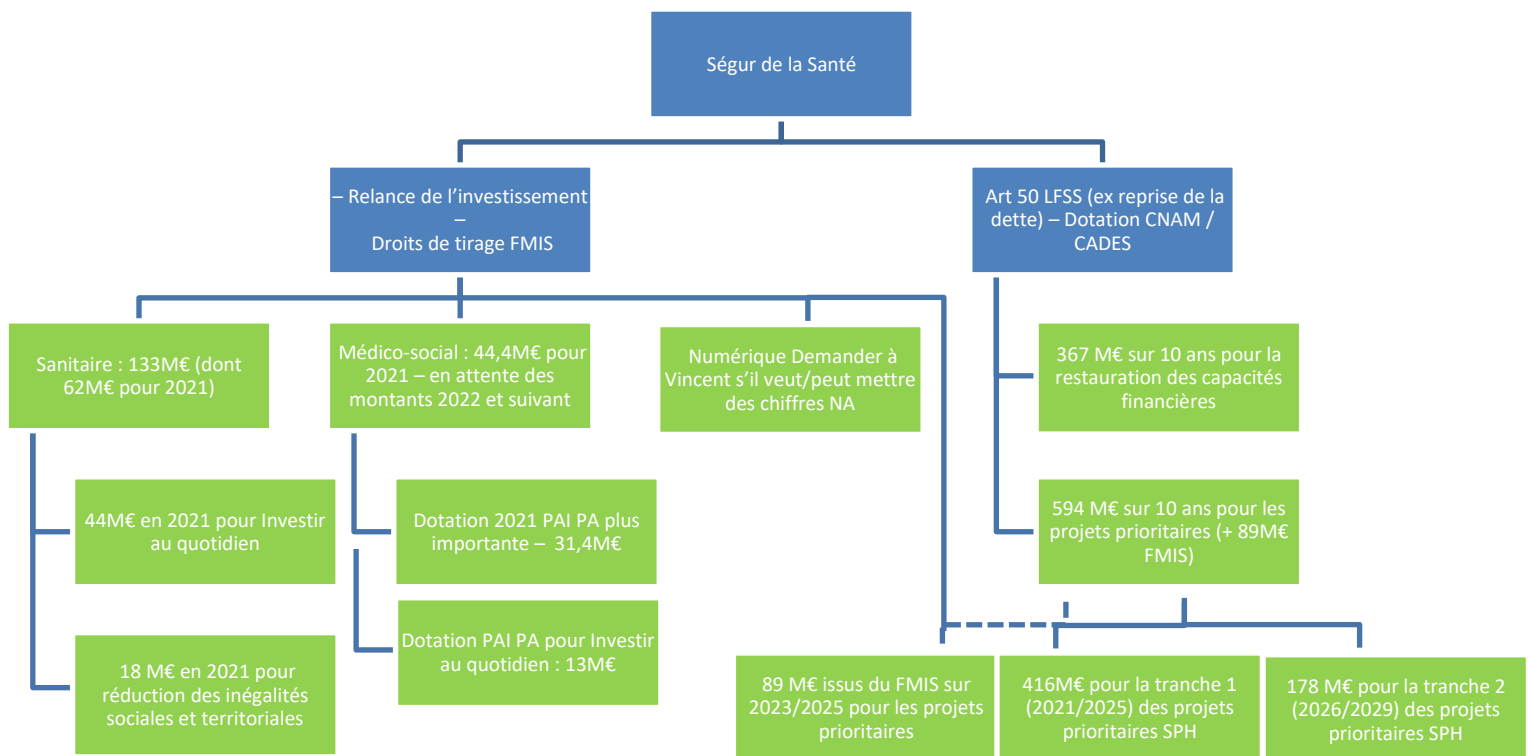 Ségur de la Santé
– Relance de l’investissement
–
Droits de tirage FMIS
Art 50 LFSS (ex reprise de la
dette) – Dotation CNAM /
CADES
Sanitaire : 133M€ (dont
62M€ pour 2021)
Médico-social : 44,4M€ pour
2021 – en attente des
montants 2022 et suivant
Numérique Demander à
Vincent s’il veut/peut mettre
des chiffres NA
367 M€ sur 10 ans pour la
restauration des capacités
financières
44M€ en 2021 pour Investir
au quotidien
Dotation 2021 PAI PA plus
importante – 31,4M€
594 M€ sur 10 ans pour les
projets prioritaires (+ 89M€
FMIS)
18 M€ en 2021 pour
réduction des inégalités
sociales et territoriales
Dotation PAI PA pour Investir
au quotidien : 13M€
89 M€ issus du FMIS sur
2023/2025 pour les projets
prioritaires
416M€ pour la tranche 1
(2021/2025) des projets
prioritaires SPH
178 M€ pour la tranche 2
(2026/2029) des projets
prioritaires SPH